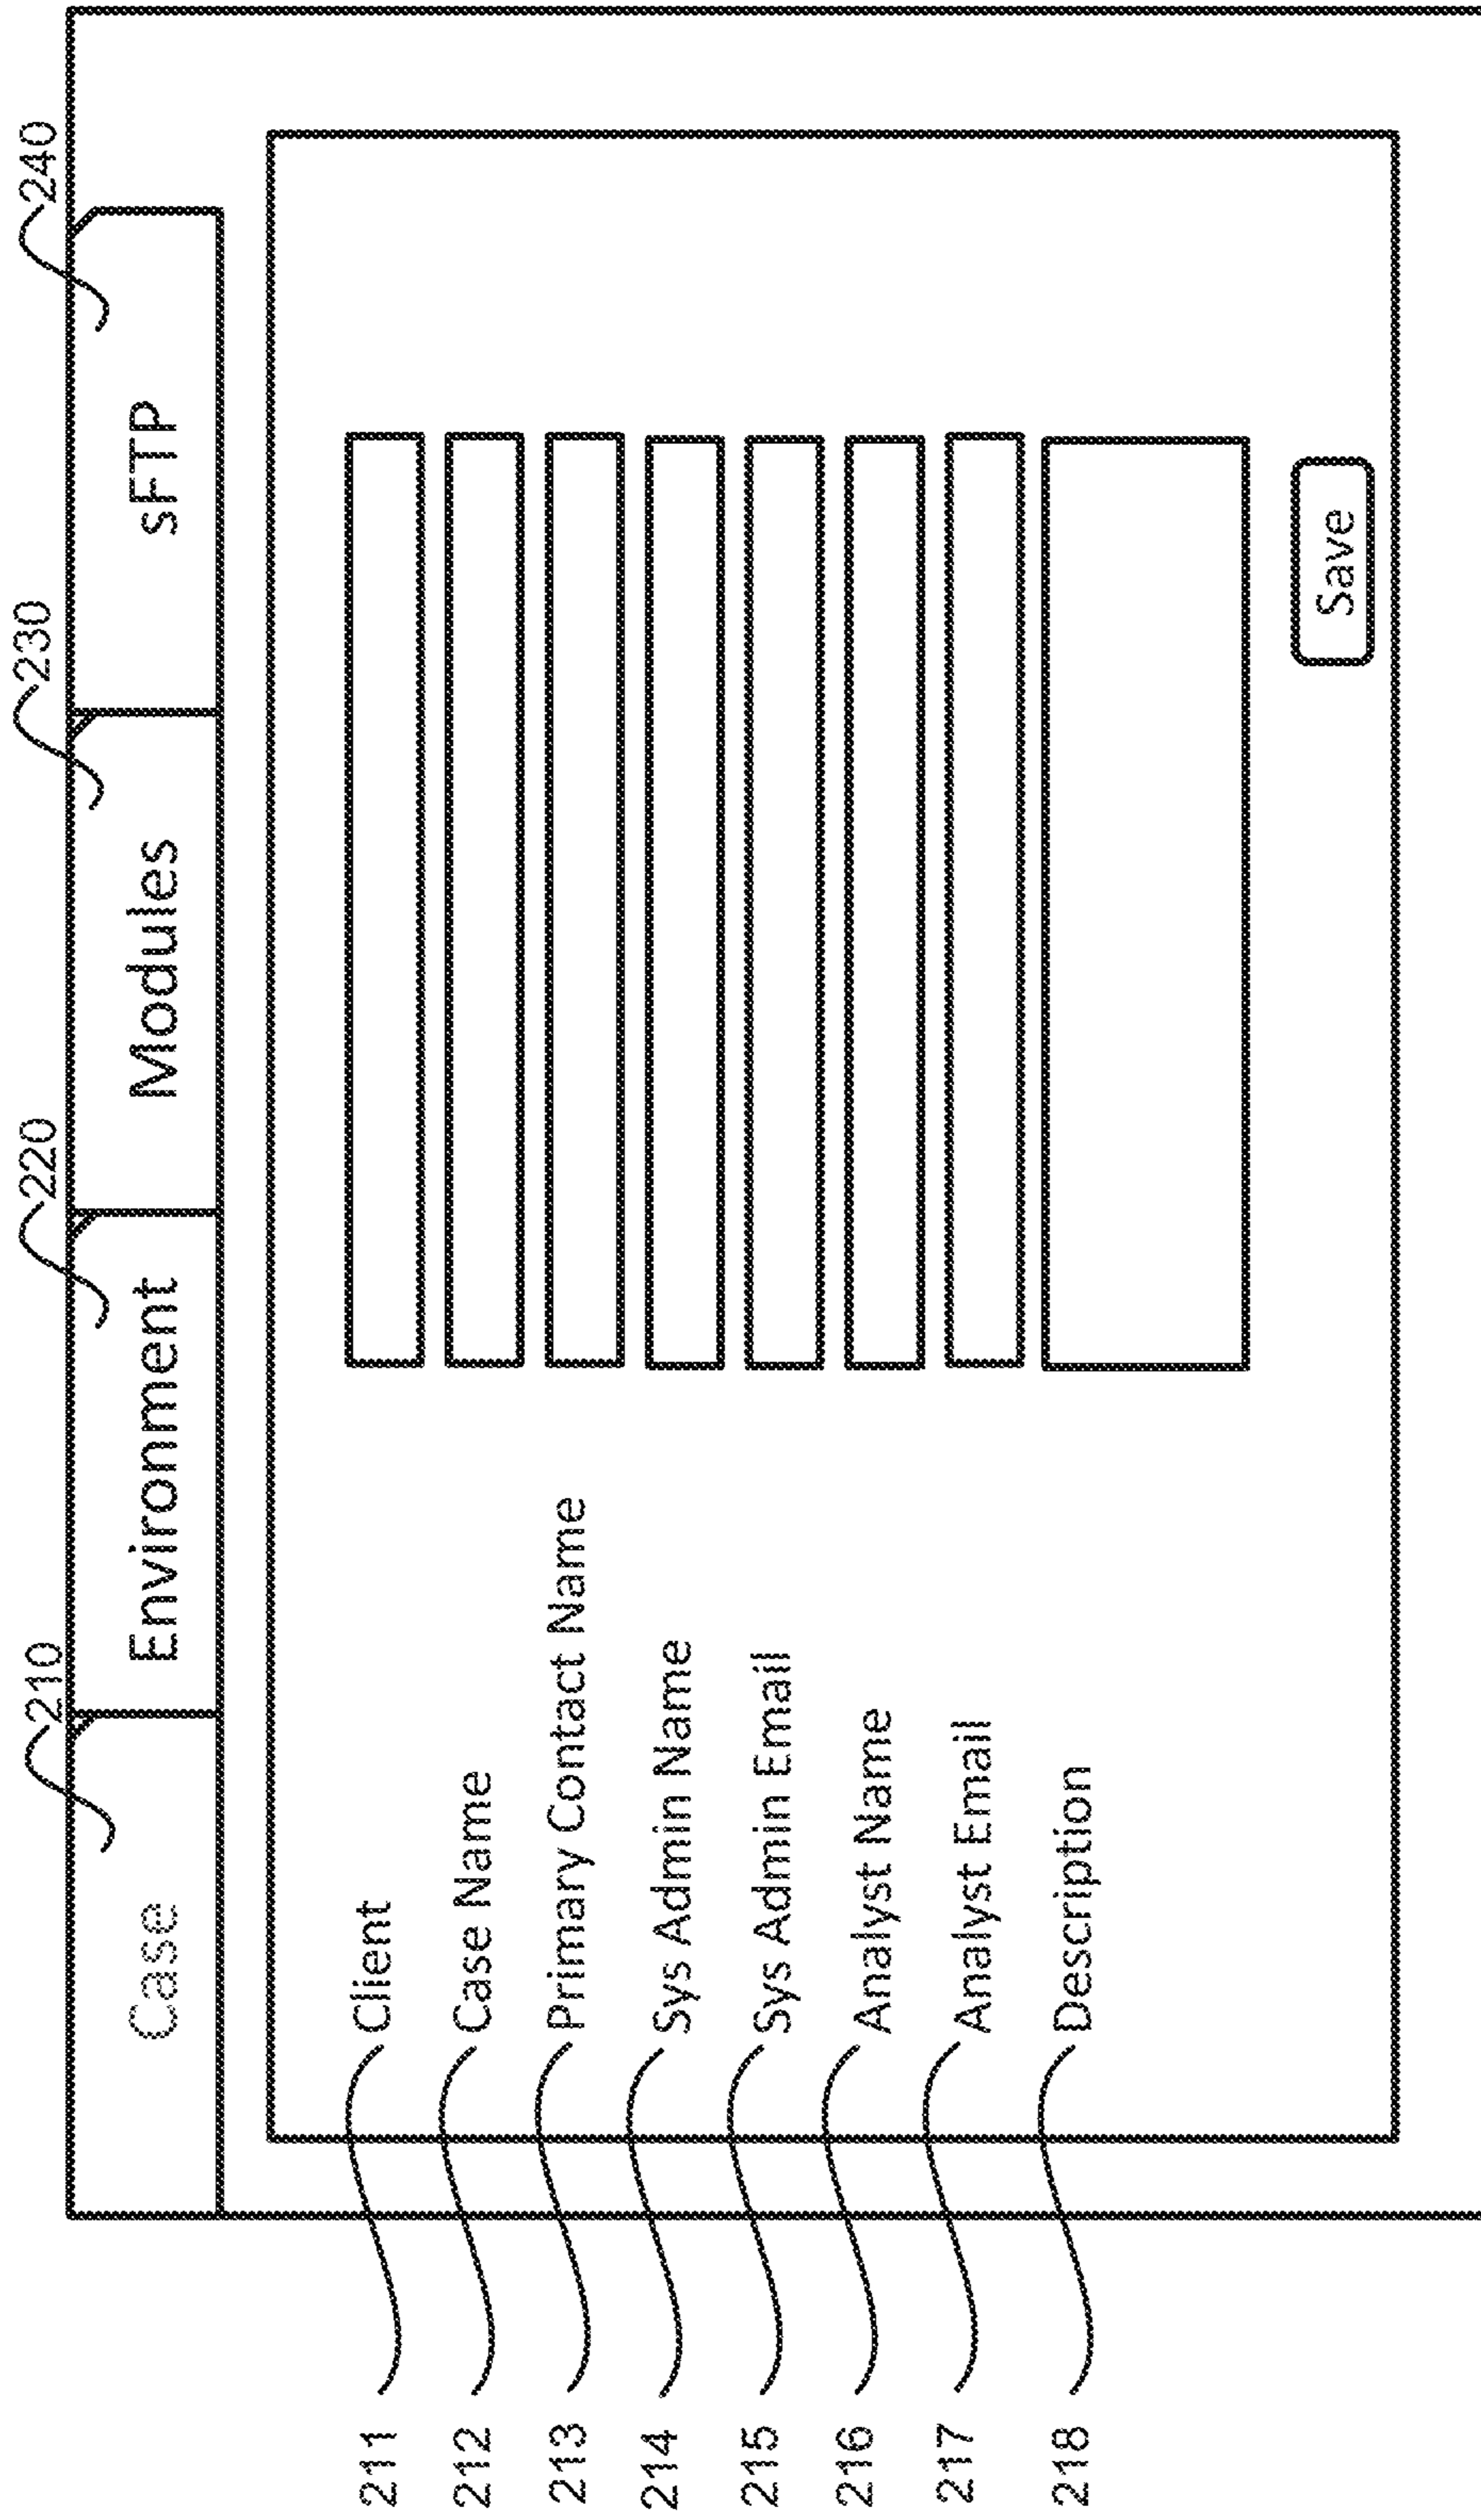 210 220 230 240
Case Environment Modules sFTP
211 Client
212 Case Name
213 Primary Contact Name
214 Sys Admin Name
215 Sys Admin Email
216 Analyst Name
217 Analyst Email
218 Description
Save